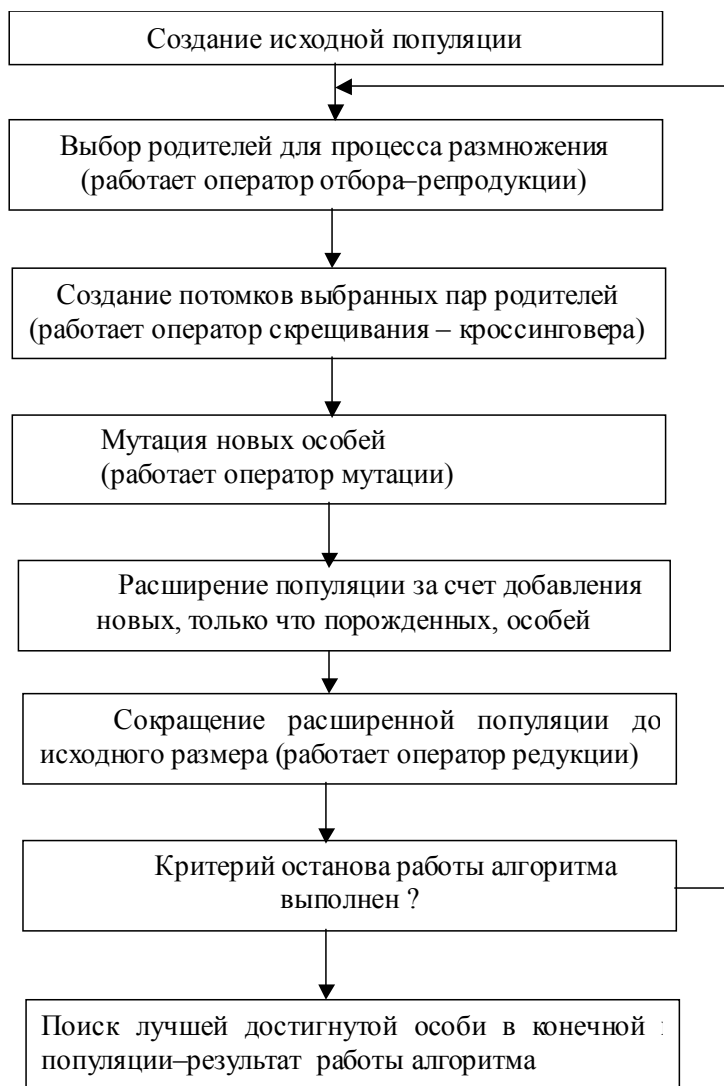 Создание исходной популяции
Выбор родителей для процесса размножения
(работает оператор отбора–репродукции)
Создание потомков выбранных пар родителей
(работает оператор скрещивания – кроссинговера)
Мутация новых особей
(работает оператор мутации)
Расширение популяции за счет добавления
новых, только что порожденных, особей
Сокращение расширенной популяции до
исходного размера (работает оператор редукции)
Критерий останова работы алгоритма
выполнен ?
Поиск лучшей достигнутой особи в конечной
популяции–результат работы алгоритма